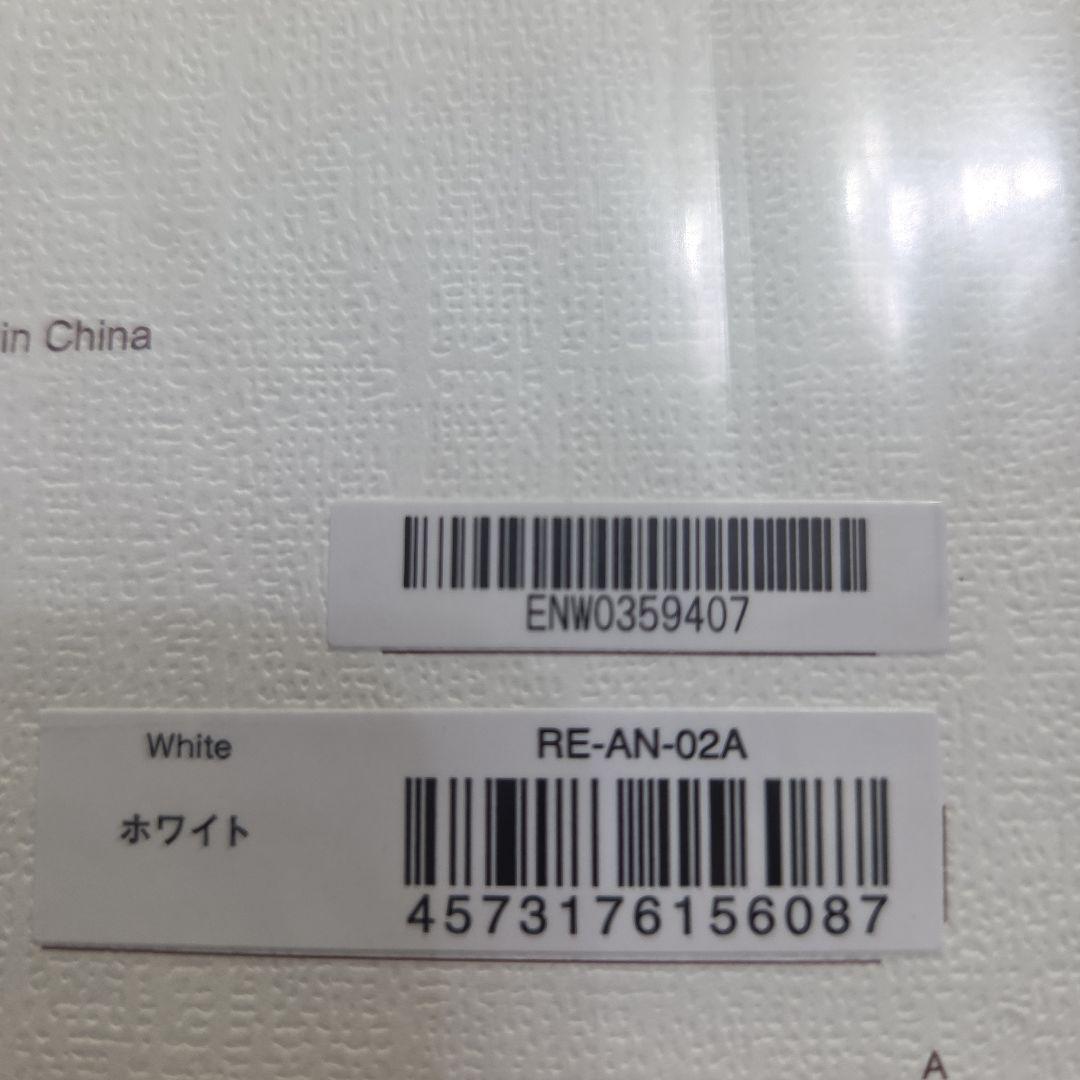 in China
ENW0359407
White
RE-AN-02A
ホワイト
4573176156087
A